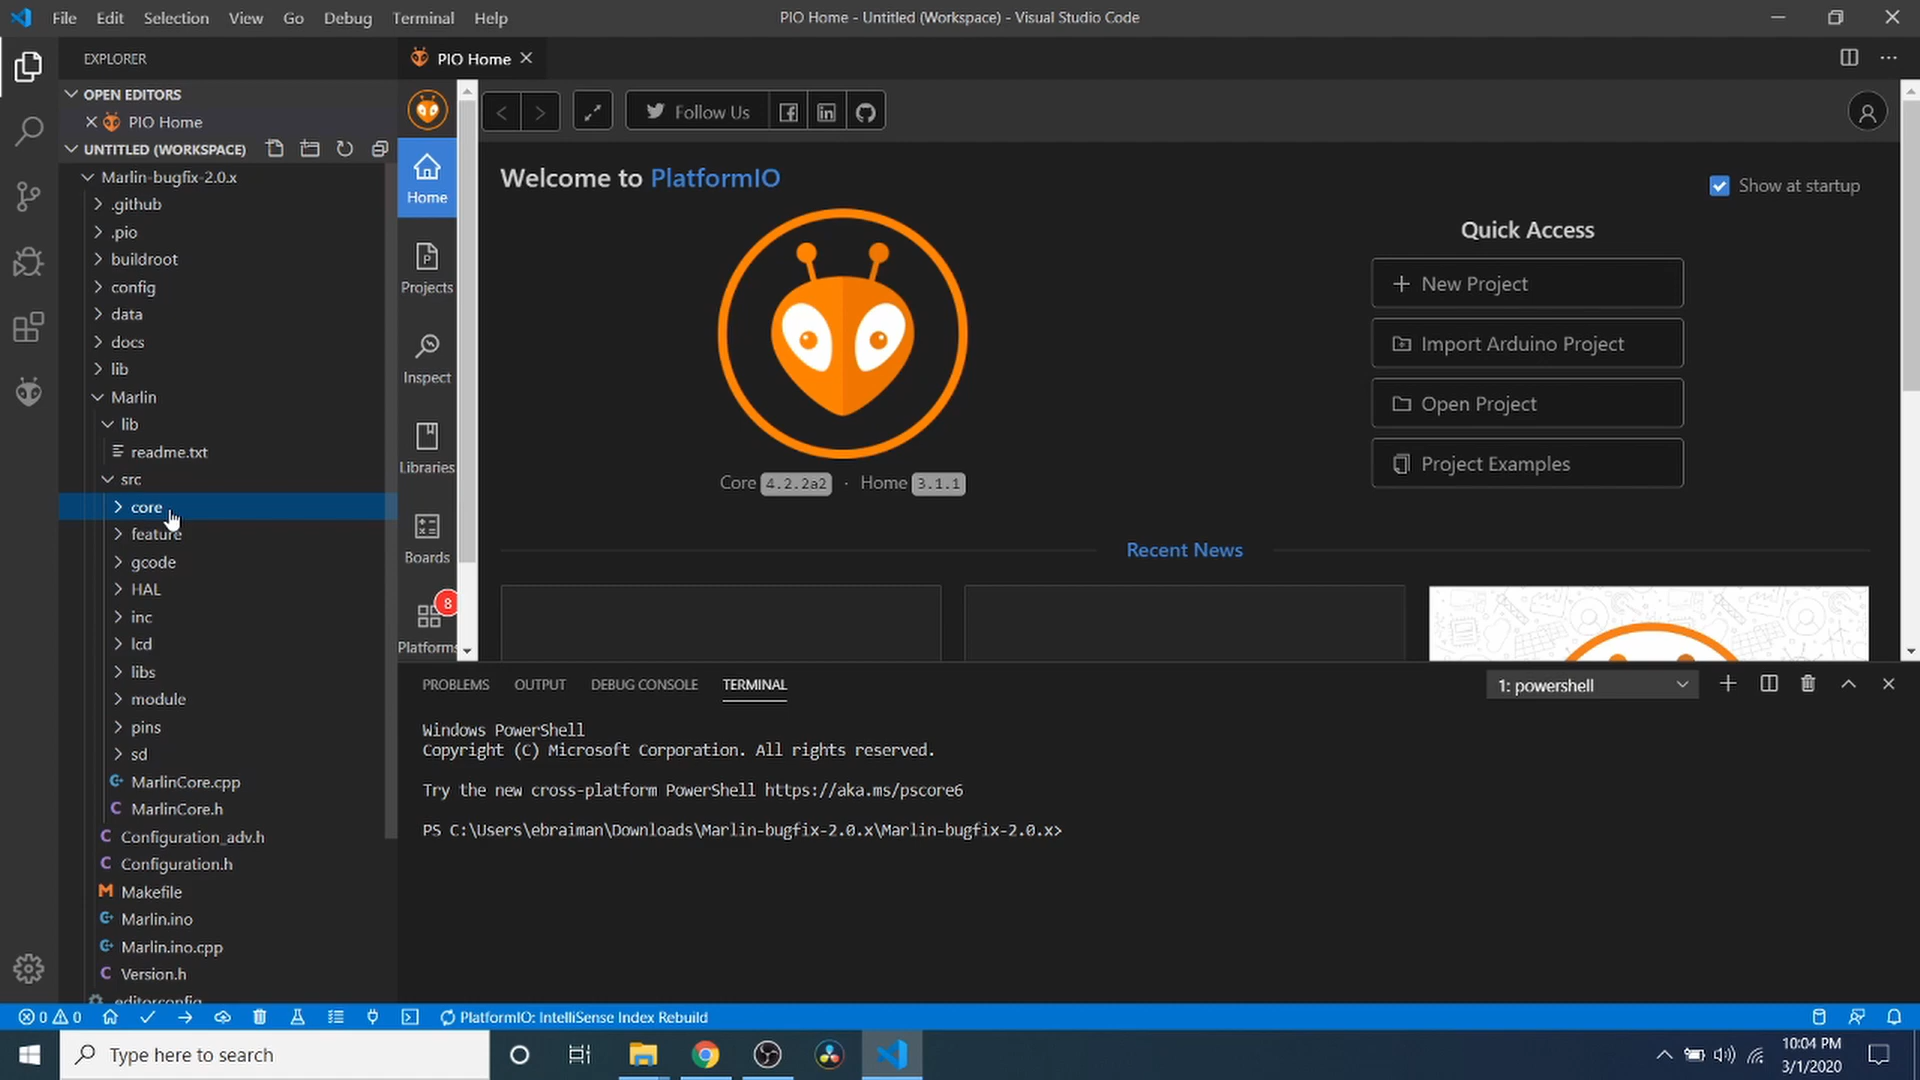 File Edit Selection View Go Debug Terminal Help
PIO Home - Untitled (Workspace) - Visual Studio Code
EXPLORER
OPEN EDITORS
PIO Home
UNTITLED (WORKSPACE)
Marlin-bugfix-2.0.x
.github
.pio
buildroot
config
data
docs
lib
Marlin
lib
readme.txt
src
core
feature
gcode
HAL
inc
lcd
libs
module
pins
sd
MarlinCore.cpp
MarlinCore.h
Configuration_adv.h
Configuration.h
Makefile
Marlin.ino
Marlin.ino.cpp
Version.h
.editorconfig
PIO Home
Home
Projects
Inspect
Libraries
Boards
8
Platforms
Follow Us
Welcome to PlatformIO
Show at startup
Core 4.2.2a2 · Home 3.1.1
Quick Access
New Project
Import Arduino Project
Open Project
Project Examples
Recent News
PROBLEMS OUTPUT DEBUG CONSOLE TERMINAL
1: powershell
Windows PowerShell
Copyright (C) Microsoft Corporation. All rights reserved.
Try the new cross-platform PowerShell https://aka.ms/pscore6
PS C:\Users\ebraiman\Downloads\Marlin-bugfix-2.0.x\Marlin-bugfix-2.0.x>
0 0 PlatformIO: IntelliSense Index Rebuild
Type here to search
10:04 PM
3/1/2020